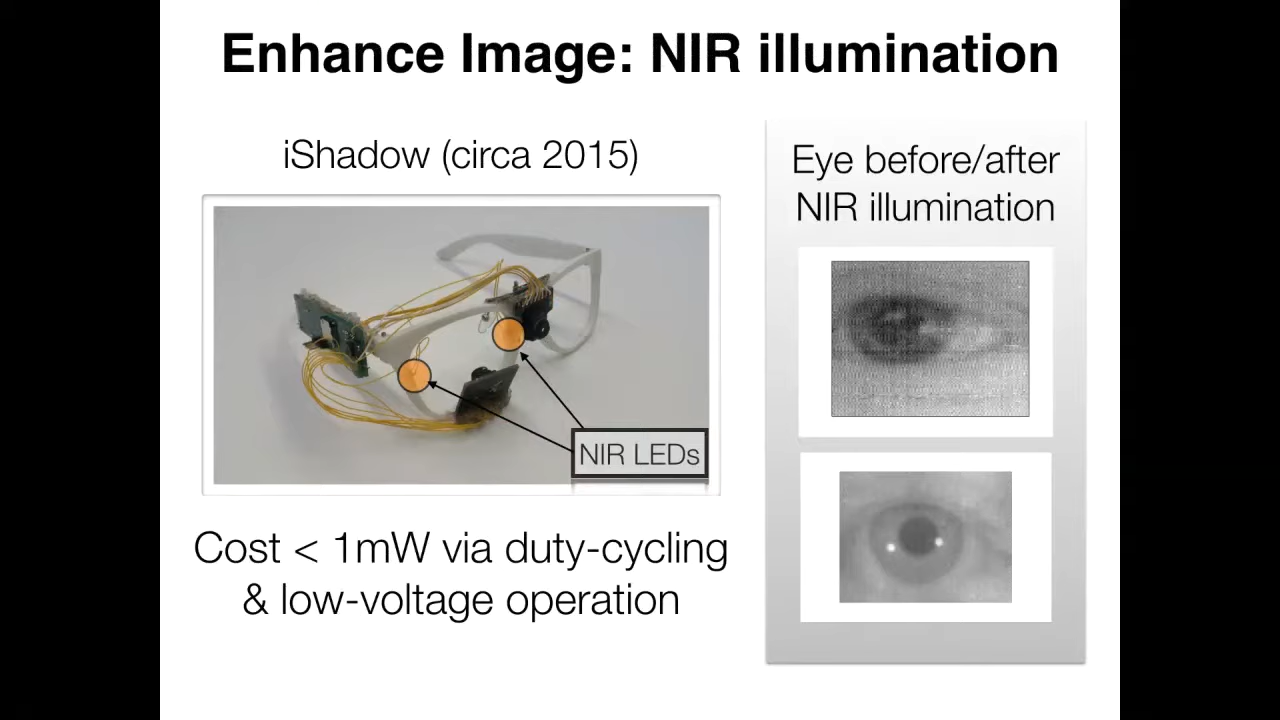 Enhance Image: NIR illumination
iShadow (circa 2015)
NIR LEDs
Cost < 1mW via duty-cycling
& low-voltage operation
Eye before/after
NIR illumination